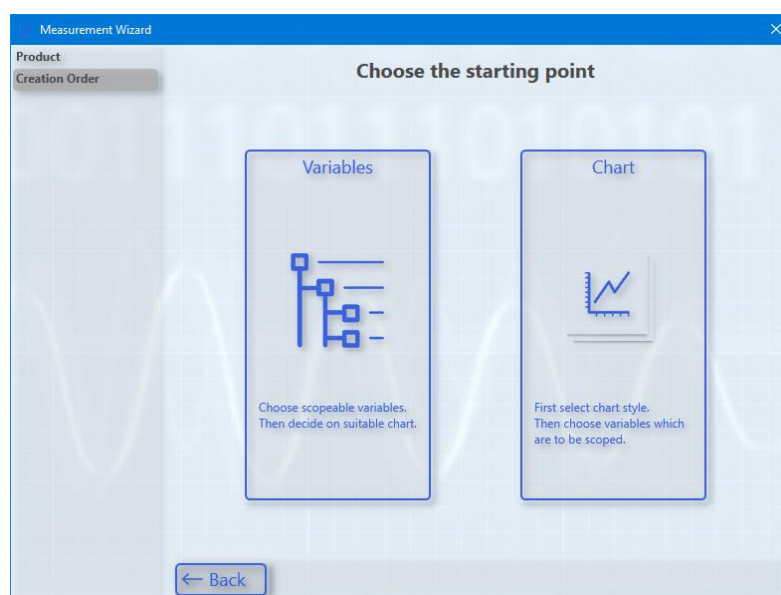 Measurement Wizard
Product
Creation Order
Choose the starting point
Variables
Choose scopeable variables.
Then decide on suitable chart.
Chart
First select chart style.
Then choose variables which
are to be scoped.
← Back